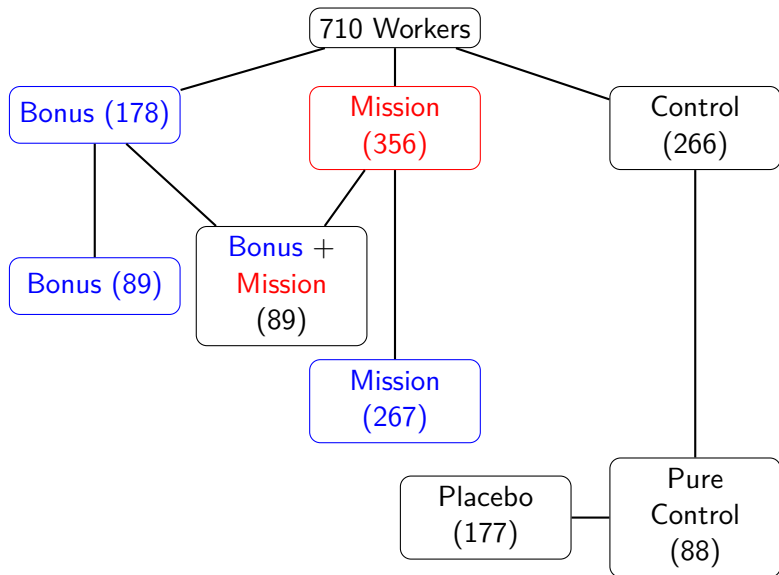 710 Workers
Bonus (178)
Mission
(356)
Control
(266)
Bonus (89)
Bonus +
Mission
(89)
Mission
(267)
Placebo
(177)
Pure
Control
(88)